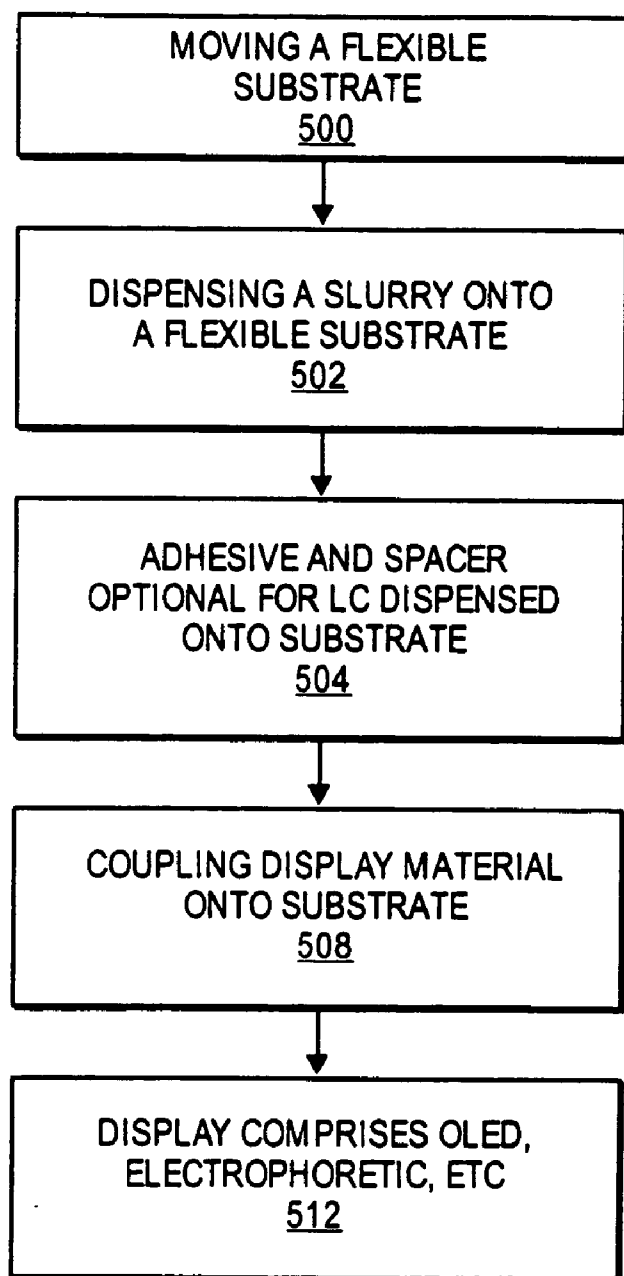 MOVING A FLEXIBLE
SUBSTRATE
500
DISPENSING A SLURRY ONTO
A FLEXIBLE SUBSTRATE
502
ADHESIVE AND SPACER
OPTIONAL FOR LC DISPENSED
ONTO SUBSTRATE
504
COUPLING DISPLAY MATERIAL
ONTO SUBSTRATE
508
DISPLAY COMPRISES OLED,
ELECTROPHORETIC, ETC
512